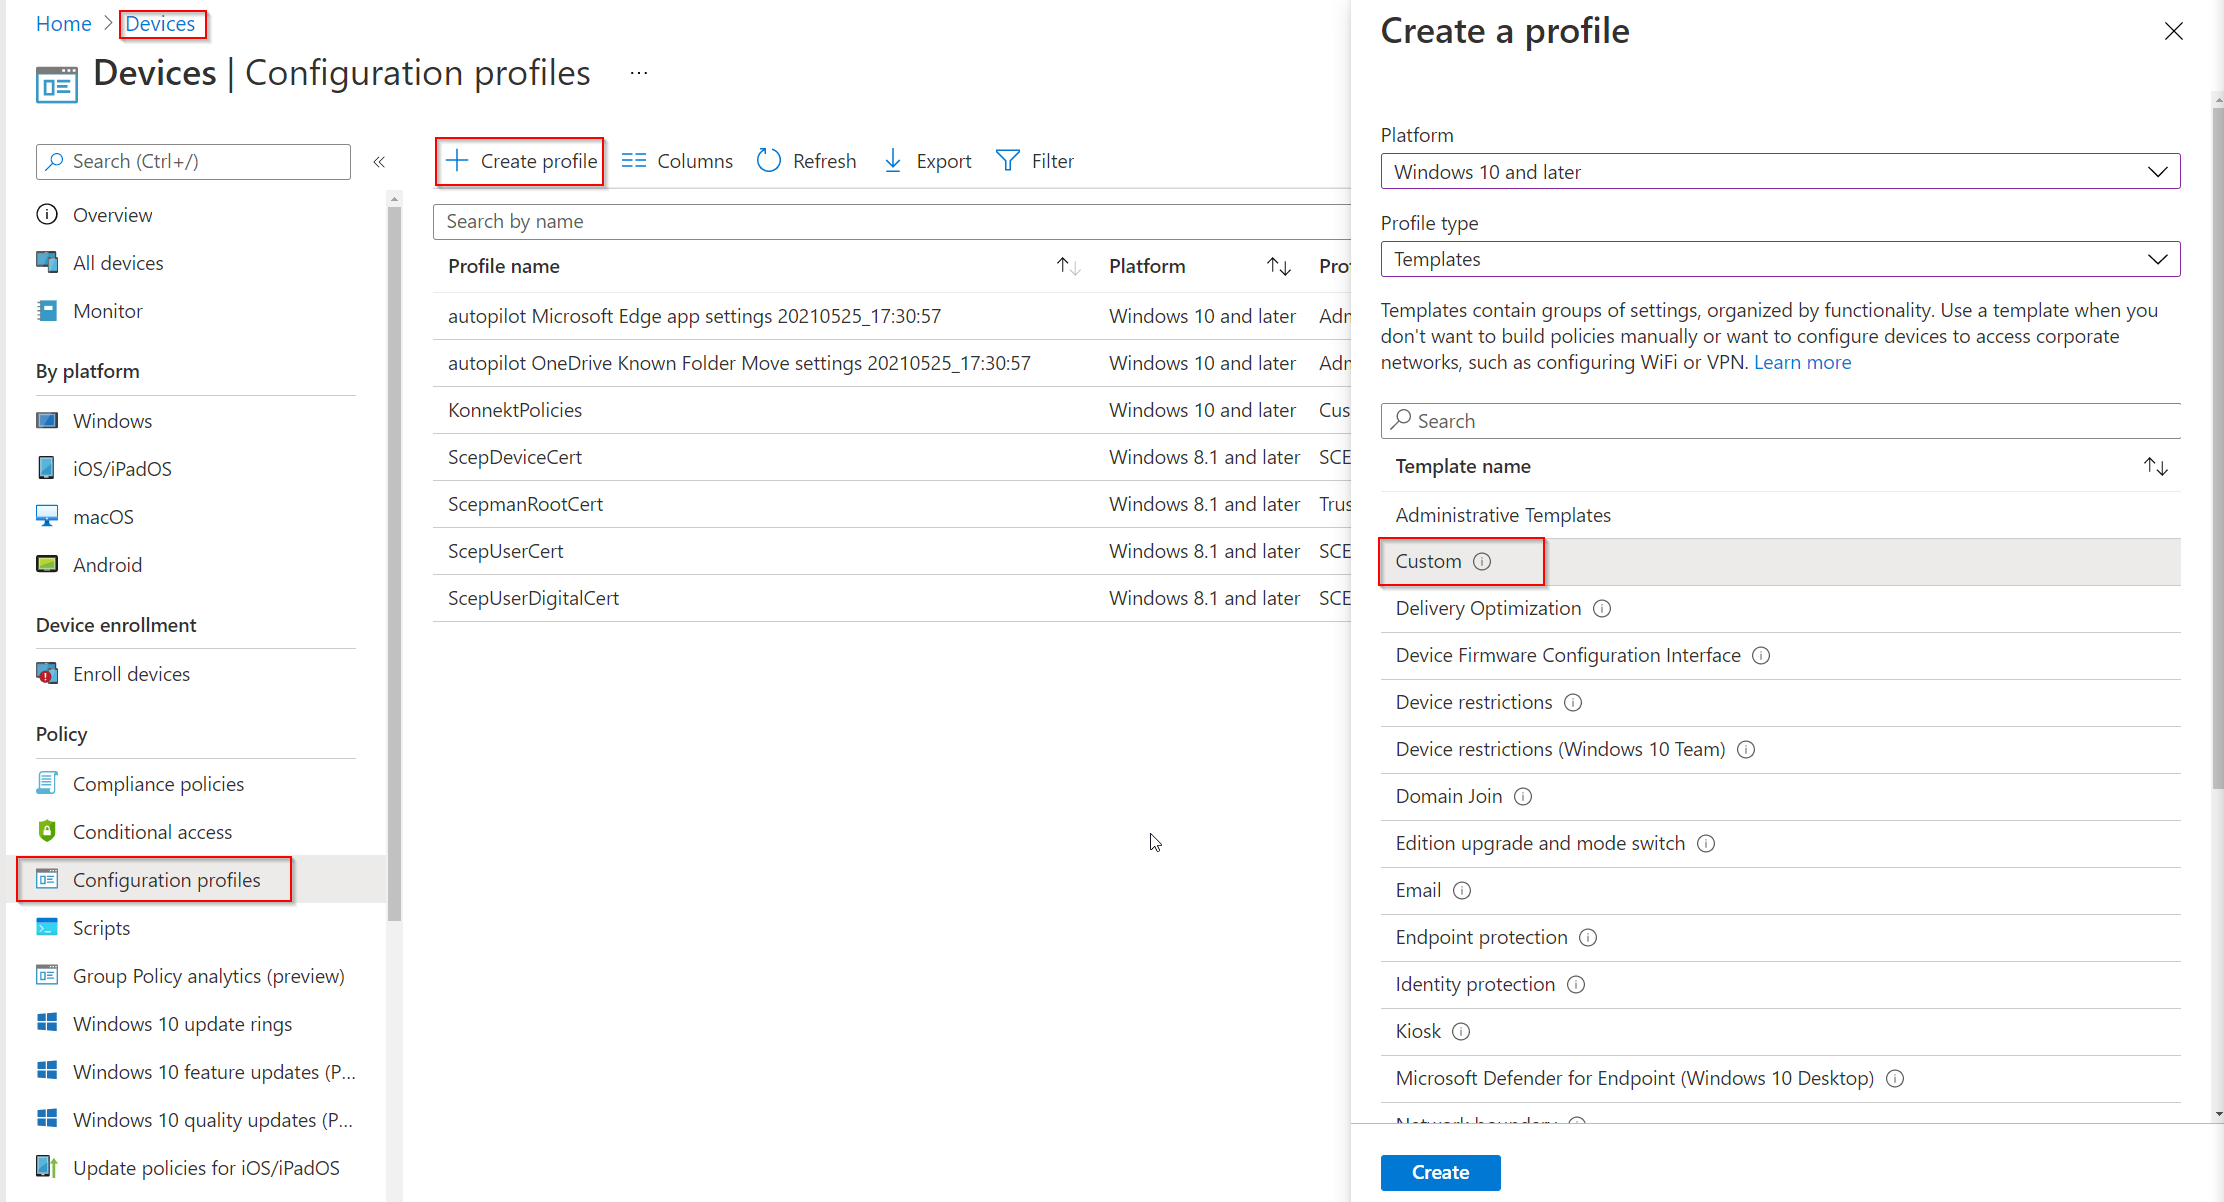 Home > Devices
Devices | Configuration profiles ...
Search (Ctrl+/) «
Overview
All devices
Monitor
By platform
Windows
iOS/iPadOS
macOS
Android
Device enrollment
Enroll devices
Policy
Compliance policies
Conditional access
Configuration profiles
Scripts
Group Policy analytics (preview)
Windows 10 update rings
Windows 10 feature updates (P...
Windows 10 quality updates (P...
Update policies for iOS/iPadOS
Create profile Columns Refresh Export Filter
Search by name
Profile name Platform Pro
autopilot Microsoft Edge app settings 20210525_17:30:57 Windows 10 and later Adn
autopilot OneDrive Known Folder Move settings 20210525_17:30:57 Windows 10 and later Adn
KonnektPolicies Windows 10 and later Cus
ScepDeviceCert Windows 8.1 and later SCE
ScepmanRootCert Windows 8.1 and later Trus
ScepUserCert Windows 8.1 and later SCE
ScepUserDigitalCert Windows 8.1 and later SCE
Create a profile
Platform
Windows 10 and later
Profile type
Templates
Templates contain groups of settings, organized by functionality. Use a template when you
don't want to build policies manually or want to configure devices to access corporate
networks, such as configuring WiFi or VPN. Learn more
Search
Template name
Administrative Templates
Custom
Delivery Optimization
Device Firmware Configuration Interface
Device restrictions
Device restrictions (Windows 10 Team)
Domain Join
Edition upgrade and mode switch
Email
Endpoint protection
Identity protection
Kiosk
Microsoft Defender for Endpoint (Windows 10 Desktop)
Network boundary
Create